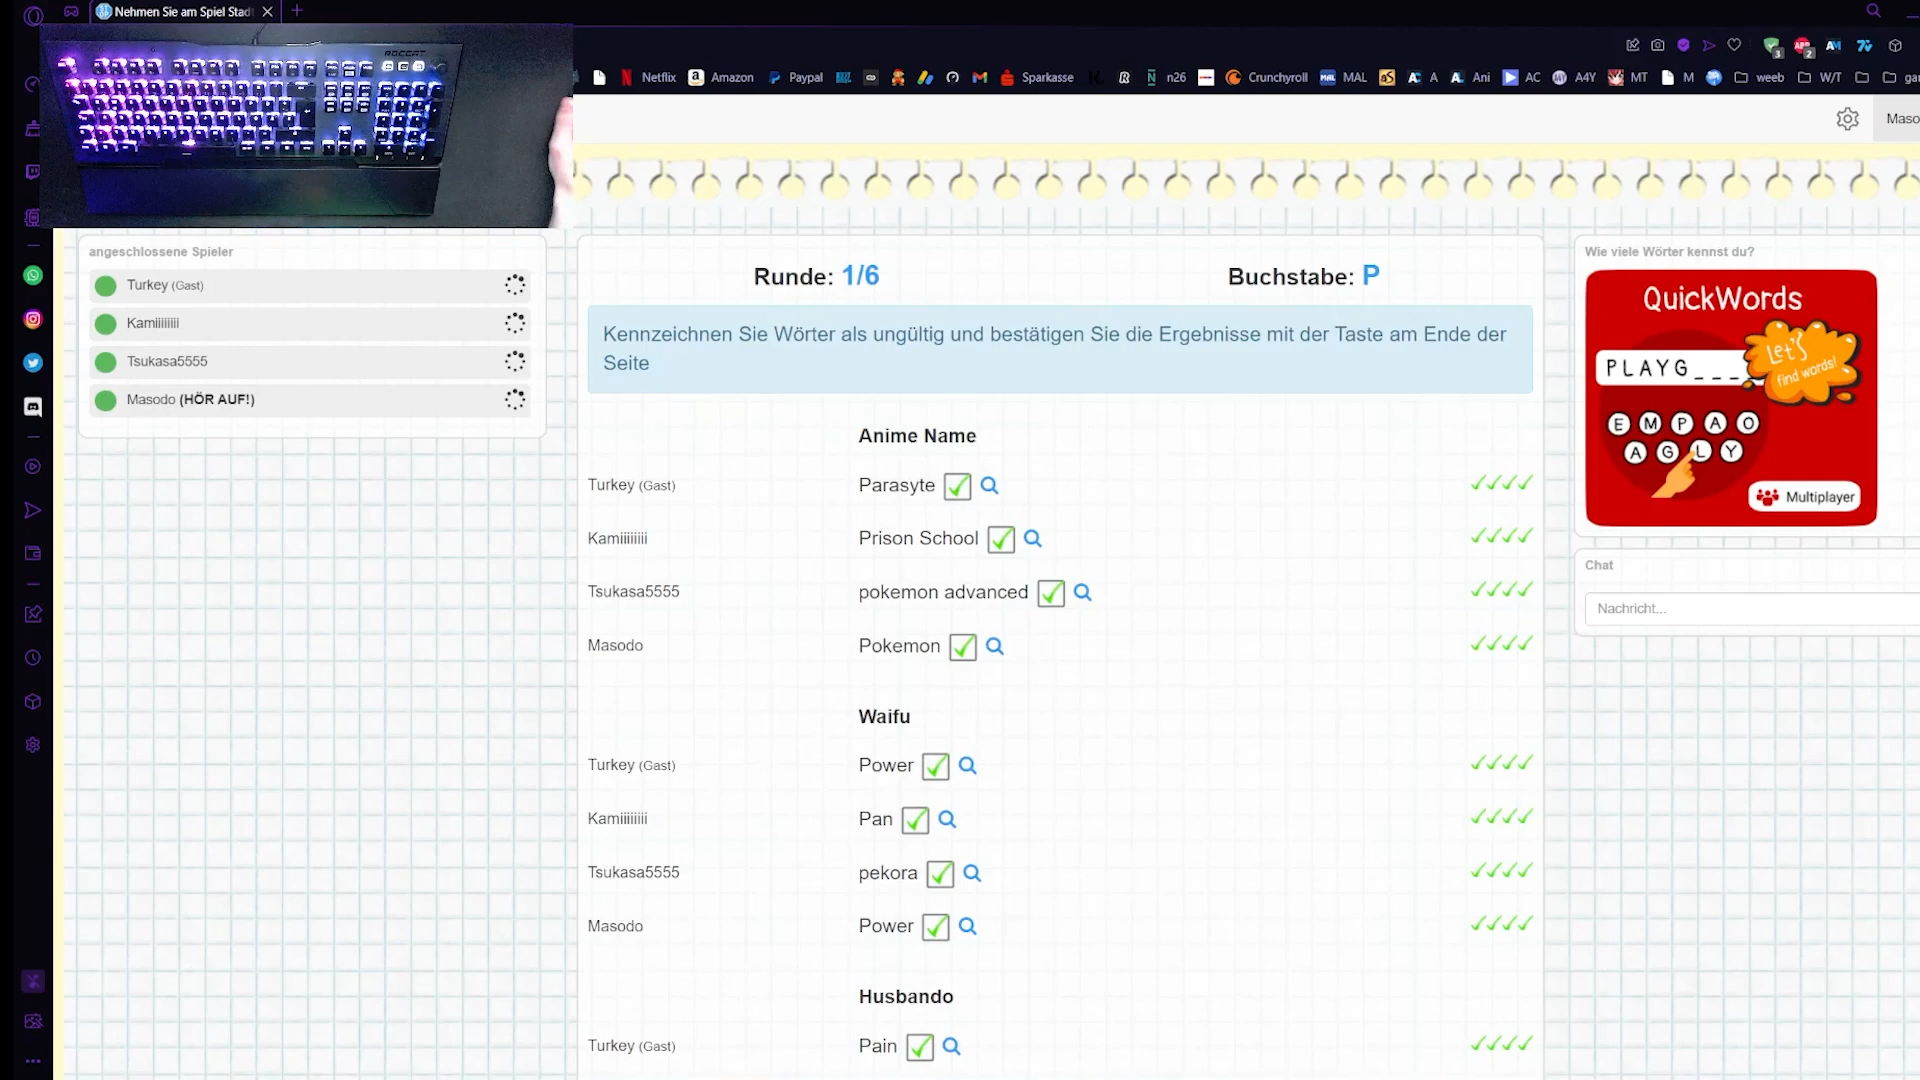 Nehmen Sie am Spiel Stadt
ROCCAT
Netflix
Amazon
Paypal
Sparkasse
n26
Crunchyroll
MAL
A
Ani
AC
A4Y
MT
M
weeb
W/T
Maso
angeschlossene Spieler
Turkey (Gast)
Kamiiiiiiii
Tsukasa5555
Masodo (HÖR AUF!)
Runde: 1/6
Buchstabe: P
Kennzeichnen Sie Wörter als ungültig und bestätigen Sie die Ergebnisse mit der Taste am Ende der
Seite
Anime Name
Turkey (Gast) Parasyte
Kamiiiiiiii Prison School
Tsukasa5555 pokemon advanced
Masodo Pokemon
Waifu
Turkey (Gast) Power
Kamiiiiiiii Pan
Tsukasa5555 pekora
Masodo Power
Husbando
Turkey (Gast) Pain
Wie viele Wörter kennst du?
QuickWords
PLAYG____
Let's
find words!
E M P A O
A G L Y
Multiplayer
Chat
Nachricht...